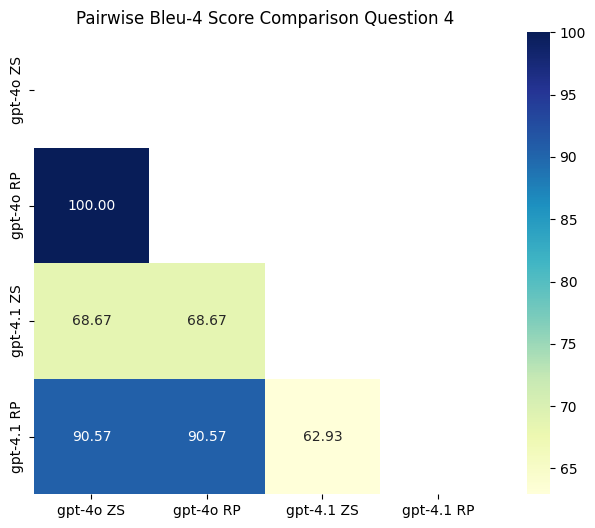 Pairwise Bleu-4 Score Comparison Question 4
gpt-4o ZS
gpt-4o RP
100.00
gpt-4.1 ZS
68.67 68.67
gpt-4.1 RP
90.57 90.57 62.93
gpt-4o ZS gpt-4o RP gpt-4.1 ZS gpt-4.1 RP
100
95
90
85
80
75
70
65